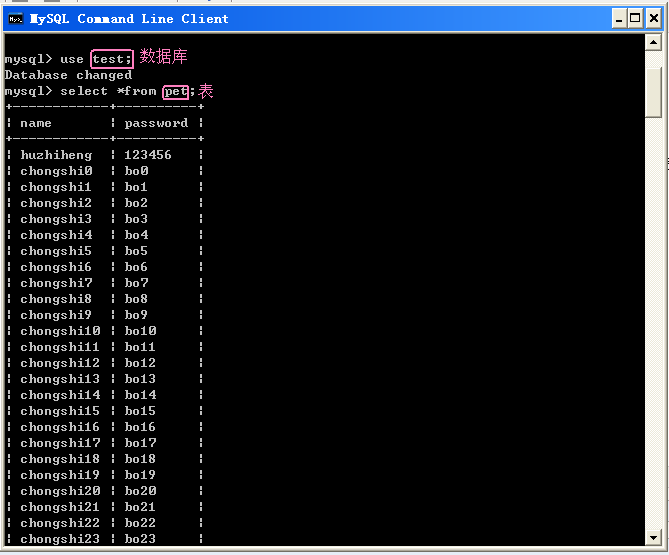 MySQL Command Line Client
mysql> use test; 数据库
Database changed
mysql> select *from pet;表
+------------+----------+
| name       | password |
+------------+----------+
| huzhiheng  | 123456   |
| chongshi0  | bo0      |
| chongshi1  | bo1      |
| chongshi2  | bo2      |
| chongshi3  | bo3      |
| chongshi4  | bo4      |
| chongshi5  | bo5      |
| chongshi6  | bo6      |
| chongshi7  | bo7      |
| chongshi8  | bo8      |
| chongshi9  | bo9      |
| chongshi10 | bo10     |
| chongshi11 | bo11     |
| chongshi12 | bo12     |
| chongshi13 | bo13     |
| chongshi14 | bo14     |
| chongshi15 | bo15     |
| chongshi16 | bo16     |
| chongshi17 | bo17     |
| chongshi18 | bo18     |
| chongshi19 | bo19     |
| chongshi20 | bo20     |
| chongshi21 | bo21     |
| chongshi22 | bo22     |
| chongshi23 | bo23     |